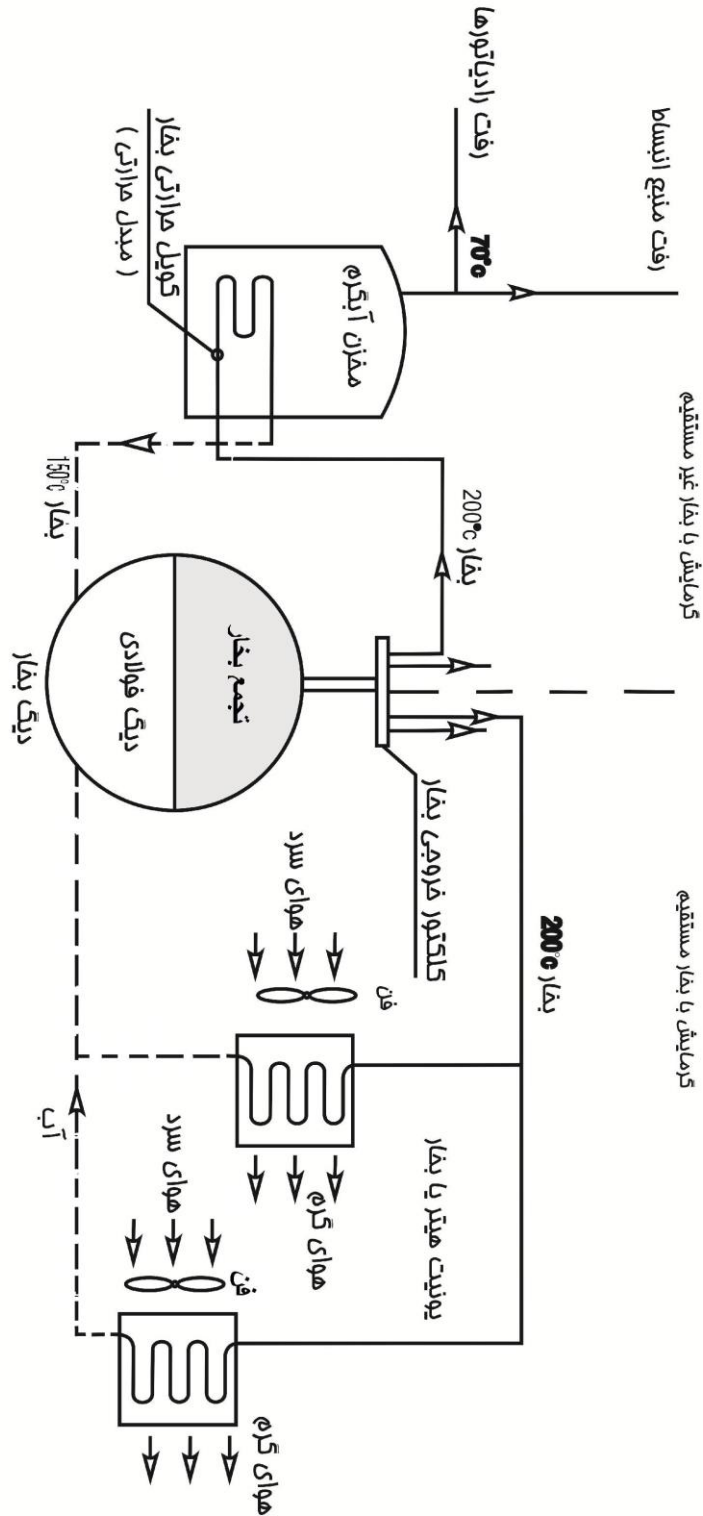 گرمایش با بخار غیر مستقیم
گرمایش با بخار مستقیم
رفت منبع انبساط
رفت رادیاتورها
70°c
مخزن آبگرم
کویل حرارتی بخار
( مبدل حرارتی )
بخار 200°c
بخار 150°c
تجمع بخار
دیگ فولادی
دیگ بخار
کلکتور خروجی بخار
بخار 200°c
هوای سرد
فن
هوای گرم
یونیت هیتر با بخار
آب
هوای سرد
فن
هوای گرم